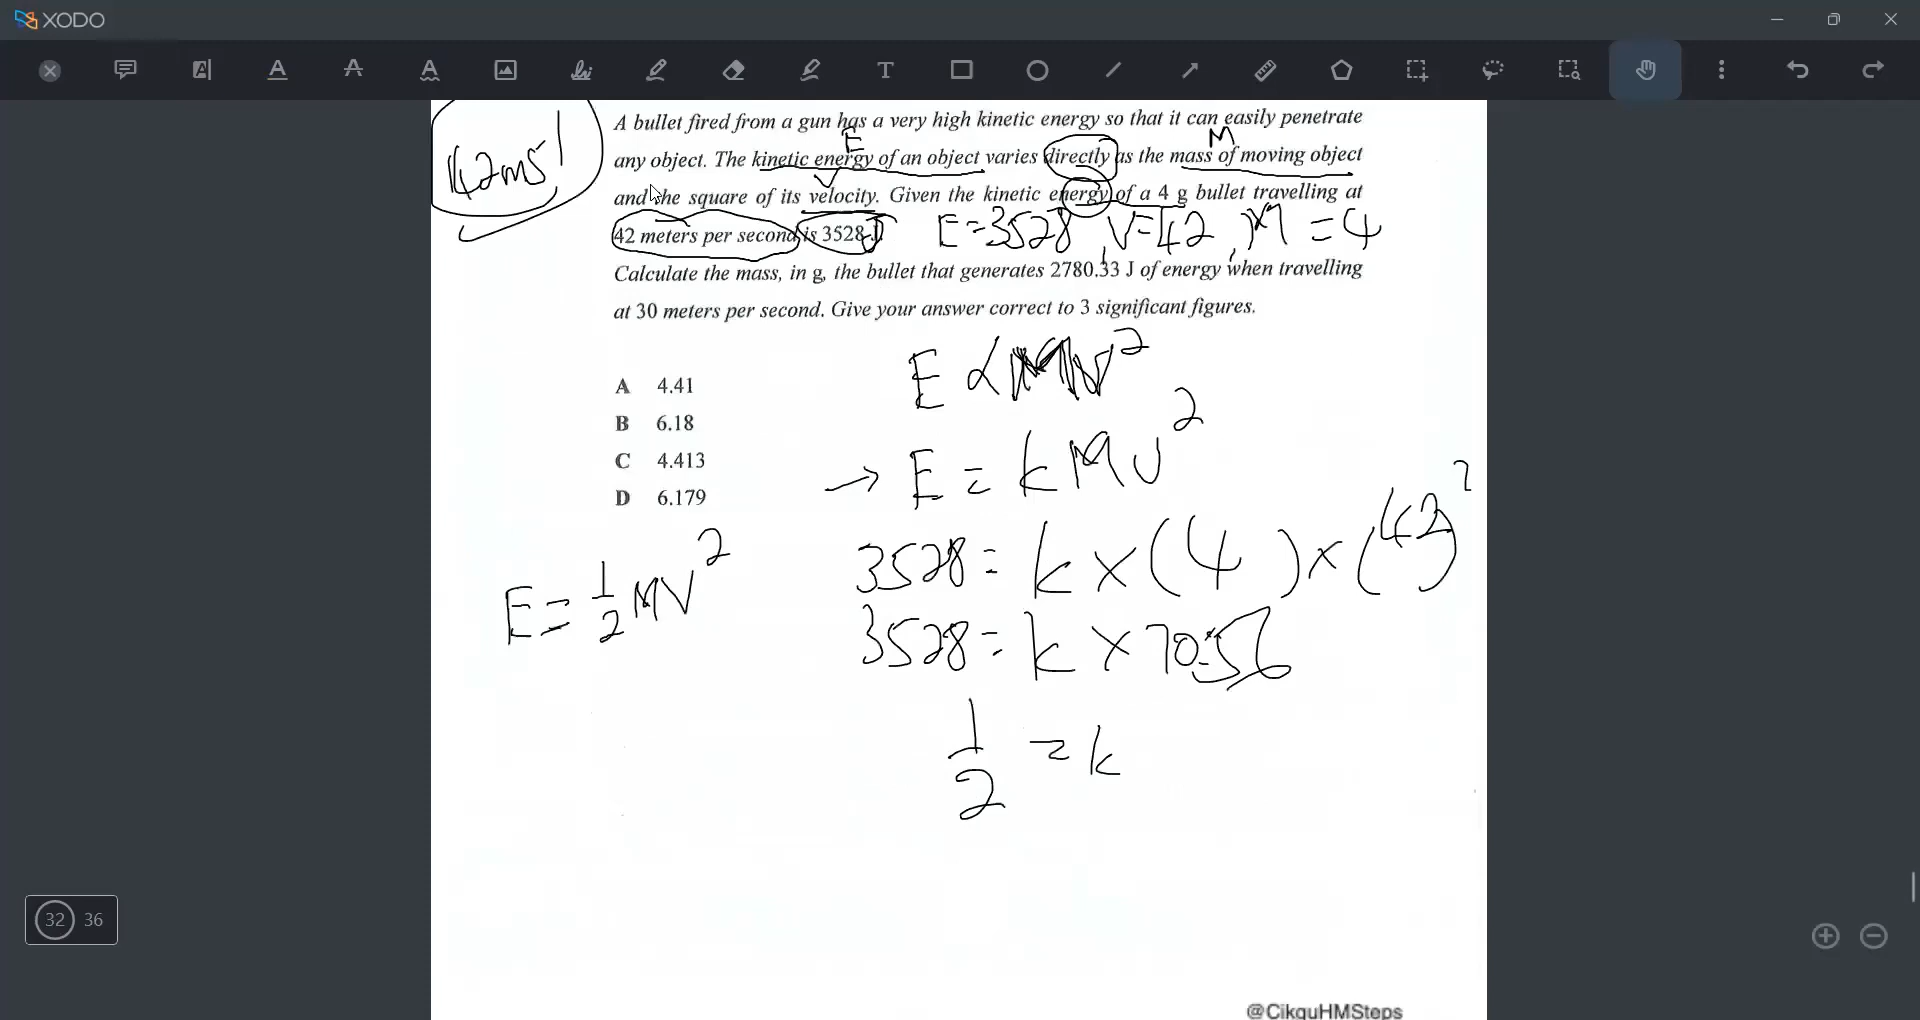 XODO
A bullet fired from a gun has a very high kinetic energy so that it can easily penetrate
E
M
any object. The kinetic energy of an object varies directly as the mass of moving object
42ms⁻¹
V
and the square of its velocity. Given the kinetic energy of a 4 g bullet travelling at
42 meters per second is 3528 J.
E=3528, V=42, M=4
Calculate the mass, in g, the bullet that generates 2780.33 J of energy when travelling
at 30 meters per second. Give your answer correct to 3 significant figures.
E ∝ MV²
A 4.41
B 6.18
C 4.413
D 6.179
→ E = kMV²
3528 = k × (4) × (42)²
E = ½MV²
3528 = k × 7056
½ = k
32 36
@CikguHMSteps